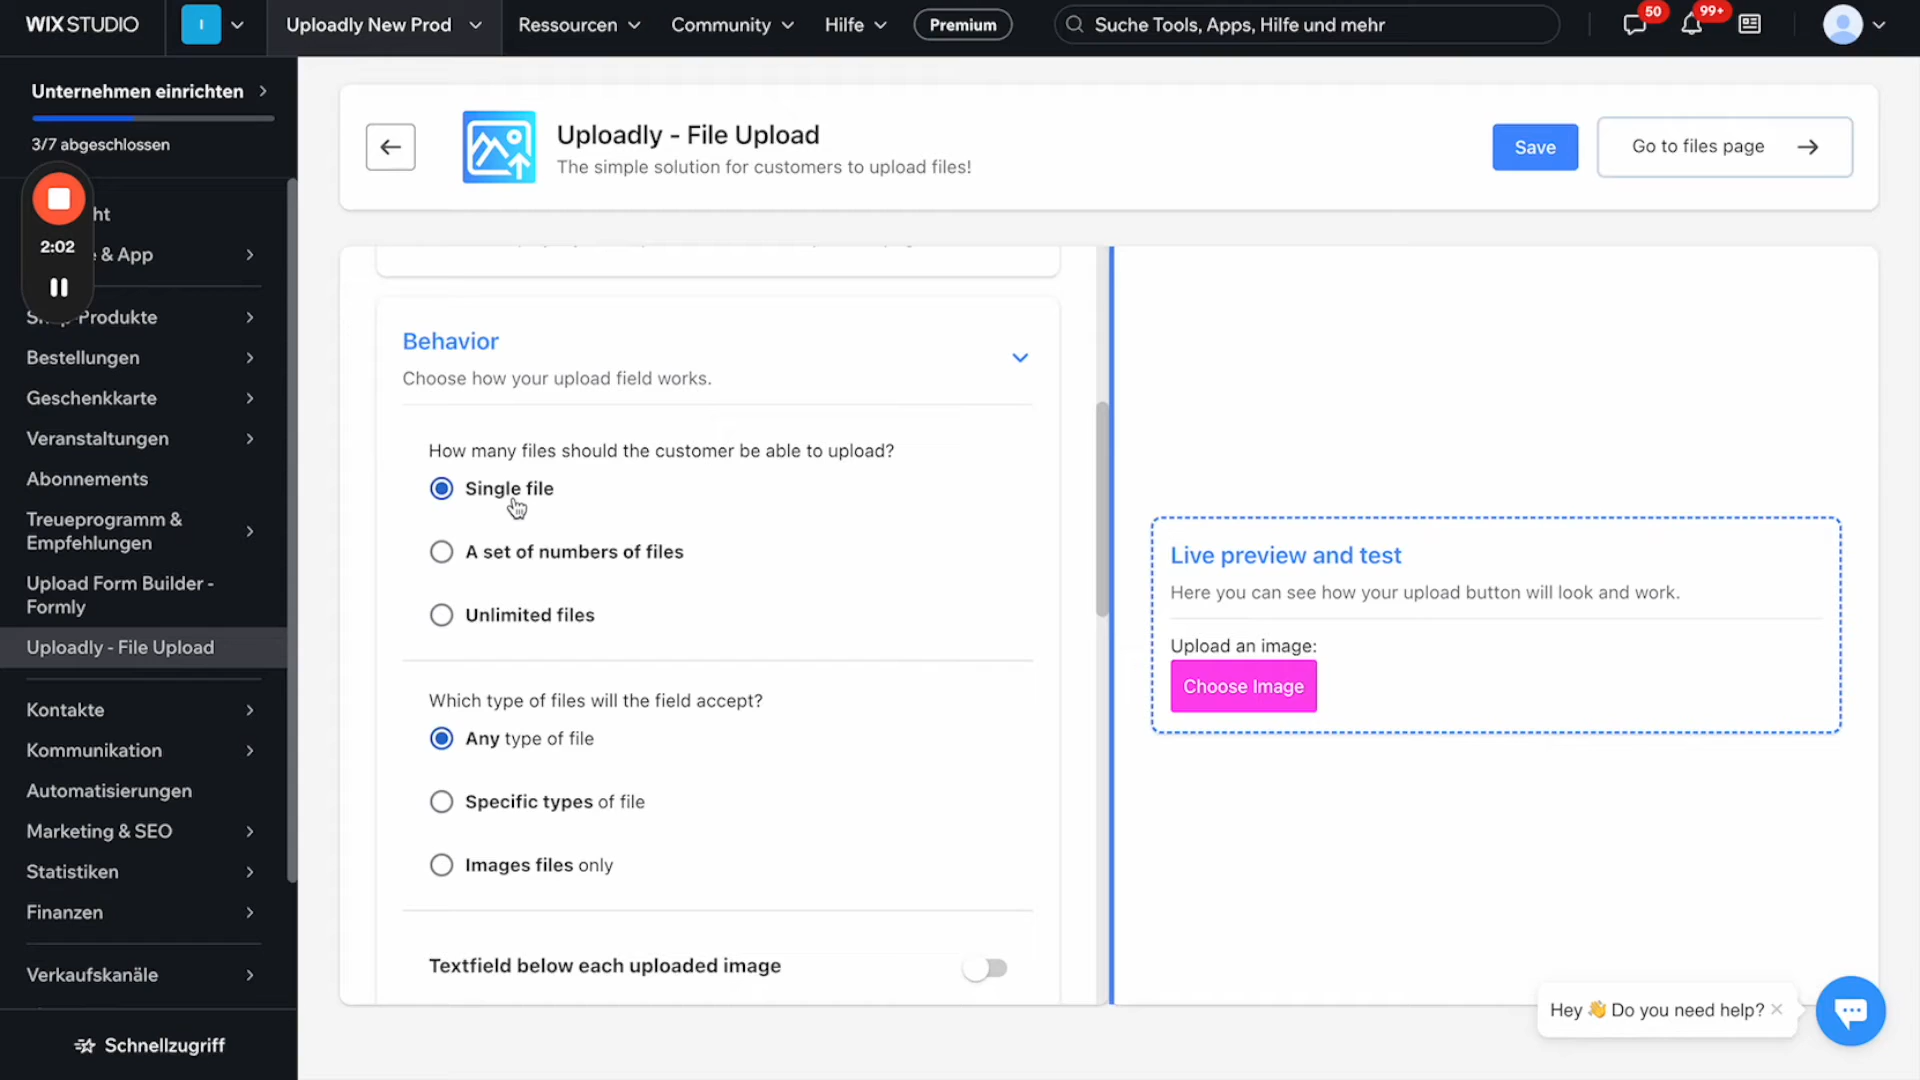 WIX STUDIO
I
Uploadly New Prod
Ressourcen
Community
Hilfe
Premium
Suche Tools, Apps, Hilfe und mehr
50
99+
Unternehmen einrichten
3/7 abgeschlossen
2:02
ht
& App
Produkte
Bestellungen
Geschenkkarte
Veranstaltungen
Abonnements
Treueprogramm &
Empfehlungen
Upload Form Builder -
Formly
Uploadly - File Upload
Kontakte
Kommunikation
Automatisierungen
Marketing & SEO
Statistiken
Finanzen
Verkaufskanäle
Schnellzugriff
Uploadly - File Upload
The simple solution for customers to upload files!
Save
Go to files page
Behavior
Choose how your upload field works.
How many files should the customer be able to upload?
Single file
A set of numbers of files
Unlimited files
Which type of files will the field accept?
Any type of file
Specific types of file
Images files only
Textfield below each uploaded image
Live preview and test
Here you can see how your upload button will look and work.
Upload an image:
Choose Image
Hey 👋 Do you need help?